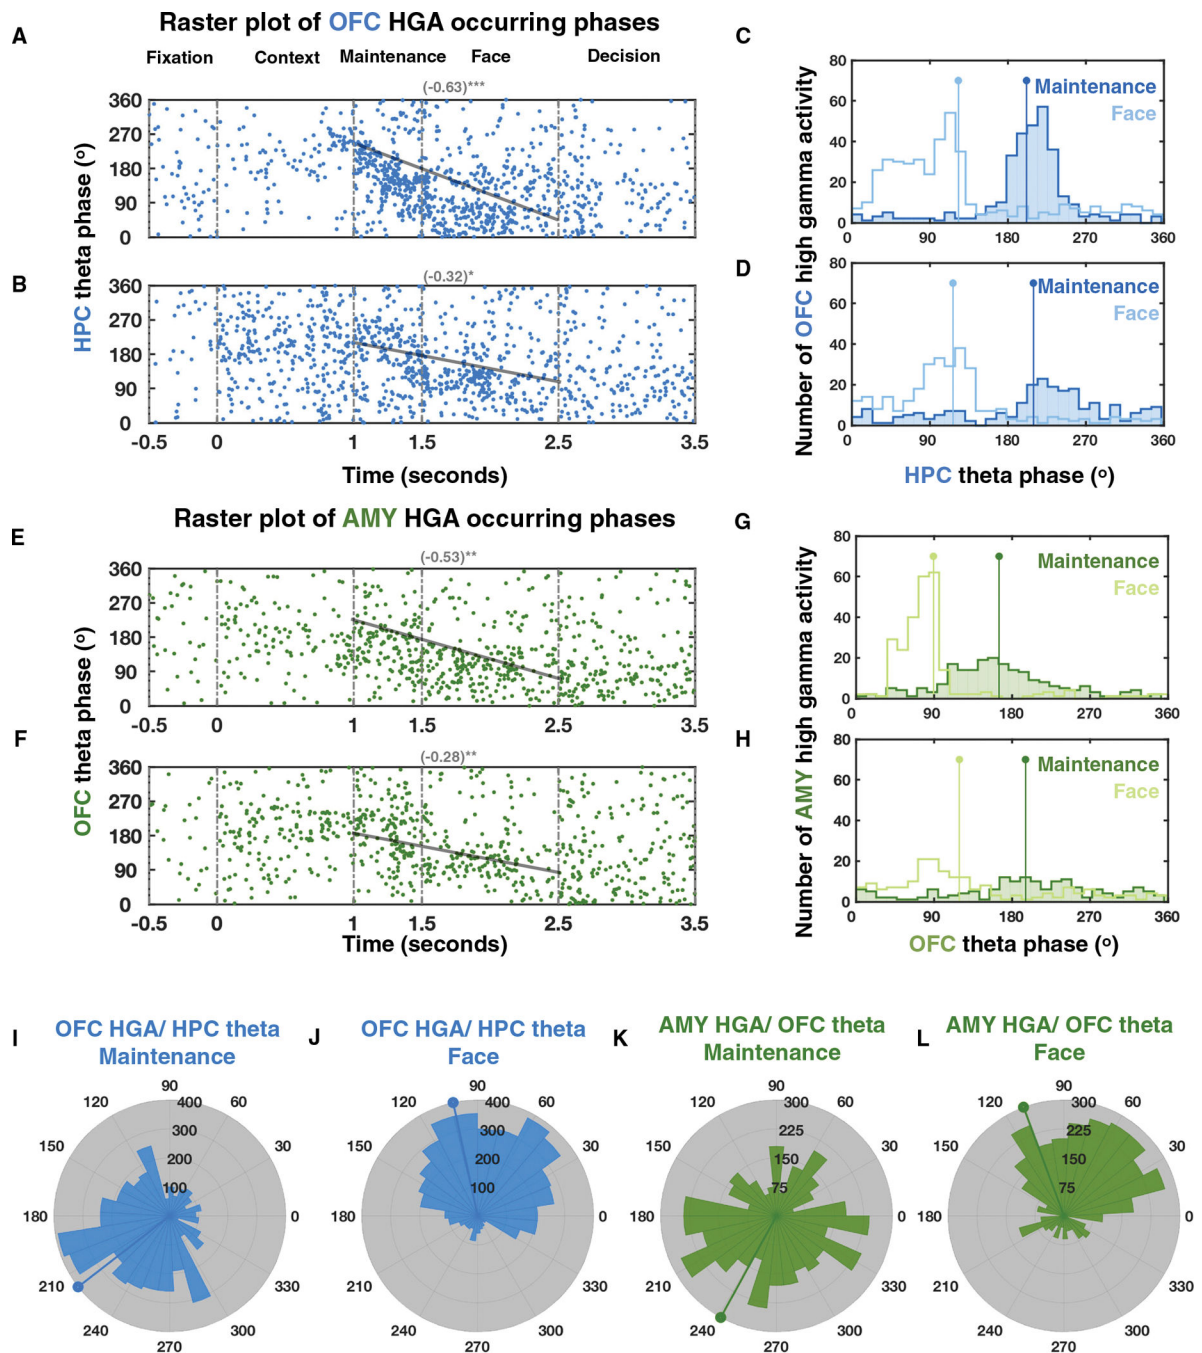 A
Raster plot of OFC HGA occurring phases
Fixation Context Maintenance Face Decision
(-0.63)***
360
270
180
90
0
B
(-0.32)*
360
270
180
90
0
-0.5 0 1 1.5 2.5 3.5
HPC theta phase (o)
Time (seconds)
C
80
60
40
20
0
Maintenance
Face
0 90 180 270 360
D
80
60
40
20
0
Maintenance
Face
0 90 180 270 360
Number of OFC high gamma activity
HPC theta phase (o)
Raster plot of AMY HGA occurring phases
E
(-0.53)**
360
270
180
90
0
-0.5 0 1 1.5 2.5 3.5
F
(-0.28)**
360
270
180
90
0
-0.5 0 1 1.5 2.5 3.5
OFC theta phase (o)
Time (seconds)
G
80
60
40
20
0
Maintenance
Face
0 90 180 270 360
H
80
60
40
20
0
Maintenance
Face
0 90 180 270 360
Number of AMY high gamma activity
OFC theta phase (o)
I
OFC HGA/ HPC theta
Maintenance
90
120 400 60
150 300 30
200
100
180 0
210 330
240 300
270
J
OFC HGA/ HPC theta
Face
90
120 400 60
150 300 30
200
100
180 0
210 330
240 300
270
K
AMY HGA/ OFC theta
Maintenance
90
120 300 60
150 225 30
150
75
180 0
210 330
240 300
270
L
AMY HGA/ OFC theta
Face
90
120 300 60
150 225 30
150
75
180 0
210 330
240 300
270